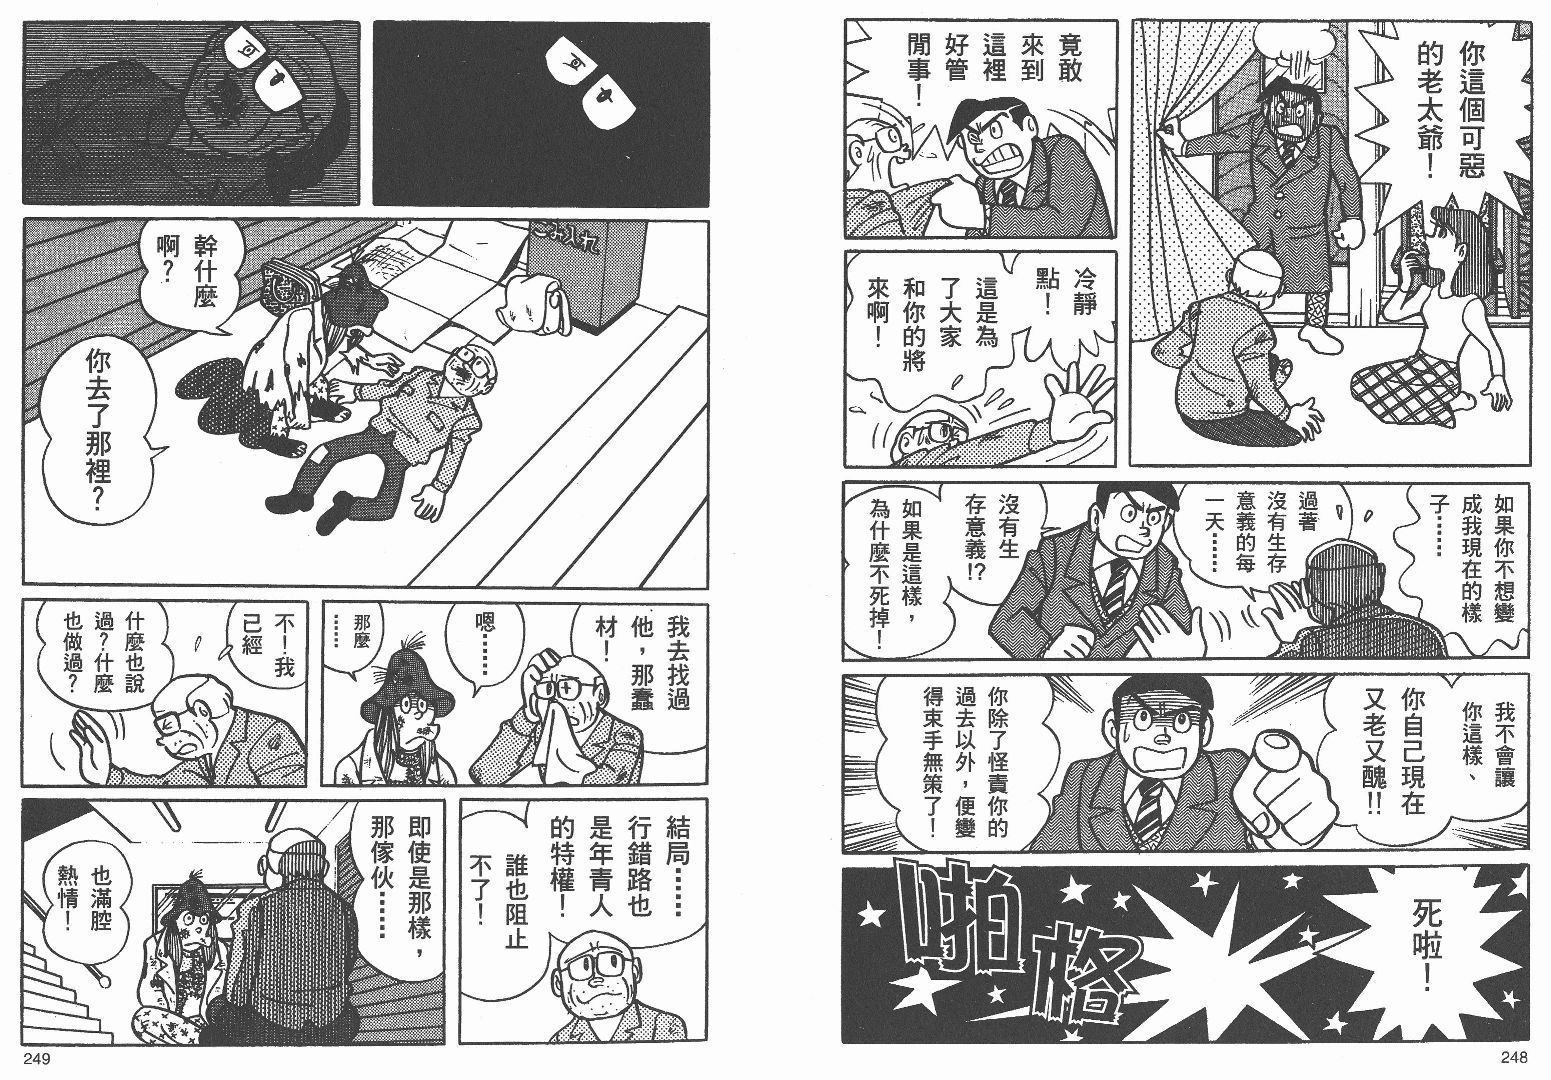 你這個可惡
的老太爺！
竟敢
來到
這裡
好管
閒事！
冷靜
點！
這是為
了大家
和你的將
來啊！
如果你不想變
成我現在的樣
子……
過著
沒有生存
意義的每
一天……
沒有生
存意義!?
如果是這樣，
為什麼不死掉！
我不會讓
你這樣、
你自己現在
又老又醜!!
你除了怪責你的
過去以外，便變
得束手無策了！
死啦！
啪格
248
幹什麼
啊？
ごみ入れ
你去了那裡？
我去找過
他，那蠢
材！
嗯……
那麼
……
不！我
已經
什麼也說
過？什麼
也做過？
結局……
行錯路也
是年青人
的特權！
誰也阻止
不了！
即使是那樣，
那傢伙……
也滿腔
熱情！
249